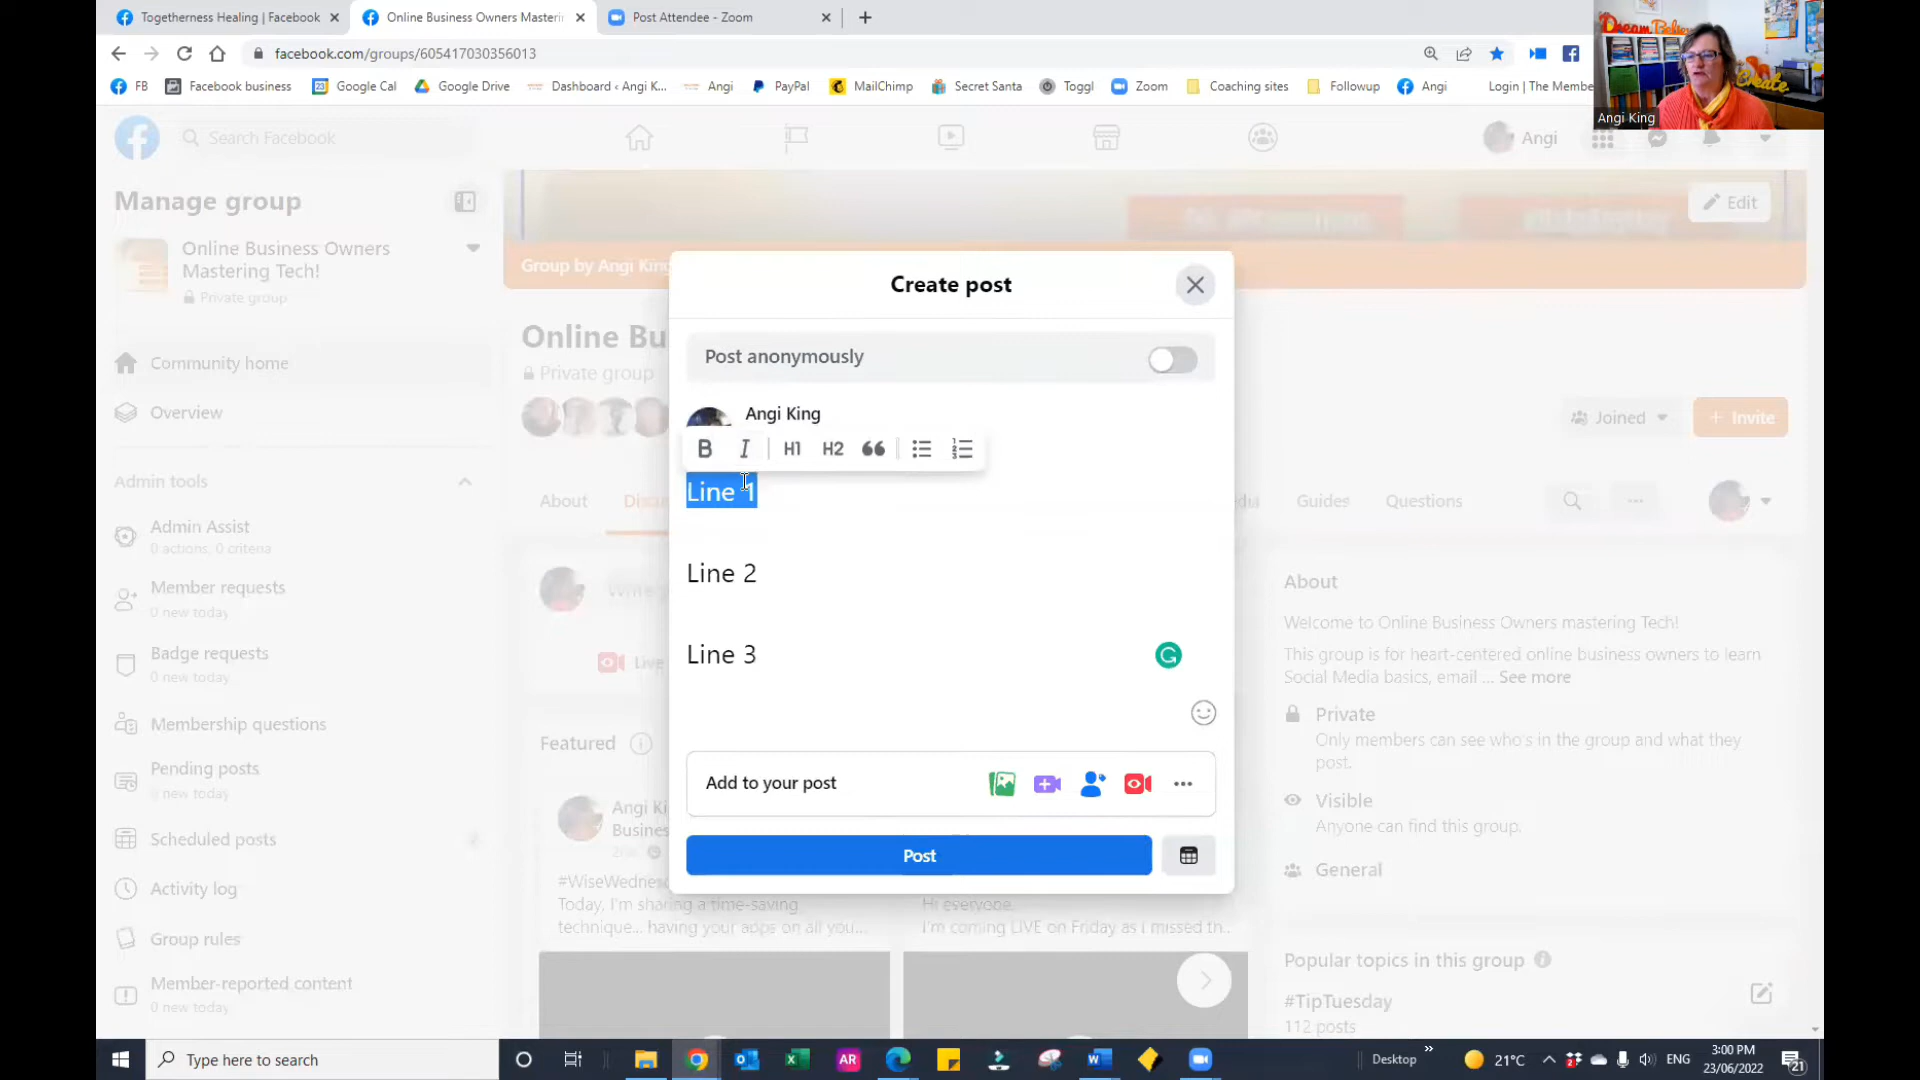 Togetherness Healing | Facebook
Online Business Owners Masterin
Post Attendee - Zoom
facebook.com/groups/605417030356013
FB
Facebook business
Google Cal
Google Drive
Dashboard ‹ Angi K...
Angi
PayPal
MailChimp
Secret Santa
Toggl
Zoom
Coaching sites
Followup
Angi
Login | The Membe
Dream
Create
Angi King
Search Facebook
Angi
Manage group
Online Business Owners
Mastering Tech!
Private group
Community home
Overview
Admin tools
Admin Assist
0 actions, 0 criteria
Member requests
0 new today
Badge requests
0 new today
Membership questions
Pending posts
0 new today
Scheduled posts
Activity log
Group rules
Member-reported content
0 new today
Edit
Group by Angi King
Online Bu
Private group
Joined
+ Invite
About
Guides
Questions
Live
Featured
Create post
Post anonymously
Angi King
B I H1 H2
Line 1
Line 2
Line 3
Add to your post
Post
#WiseWednesd
Today, I'm sharing a time-saving
technique... having your apps on all you...
Hi everyone.
I'm coming LIVE on Friday as I missed th..
About
Welcome to Online Business Owners mastering Tech!
This group is for heart-centered online business owners to learn
Social Media basics, email ... See more
Private
Only members can see who's in the group and what they
post.
Visible
Anyone can find this group.
General
Popular topics in this group
#TipTuesday
112 posts
Type here to search
Desktop
21°C
ENG
3:00 PM
23/06/2022
21